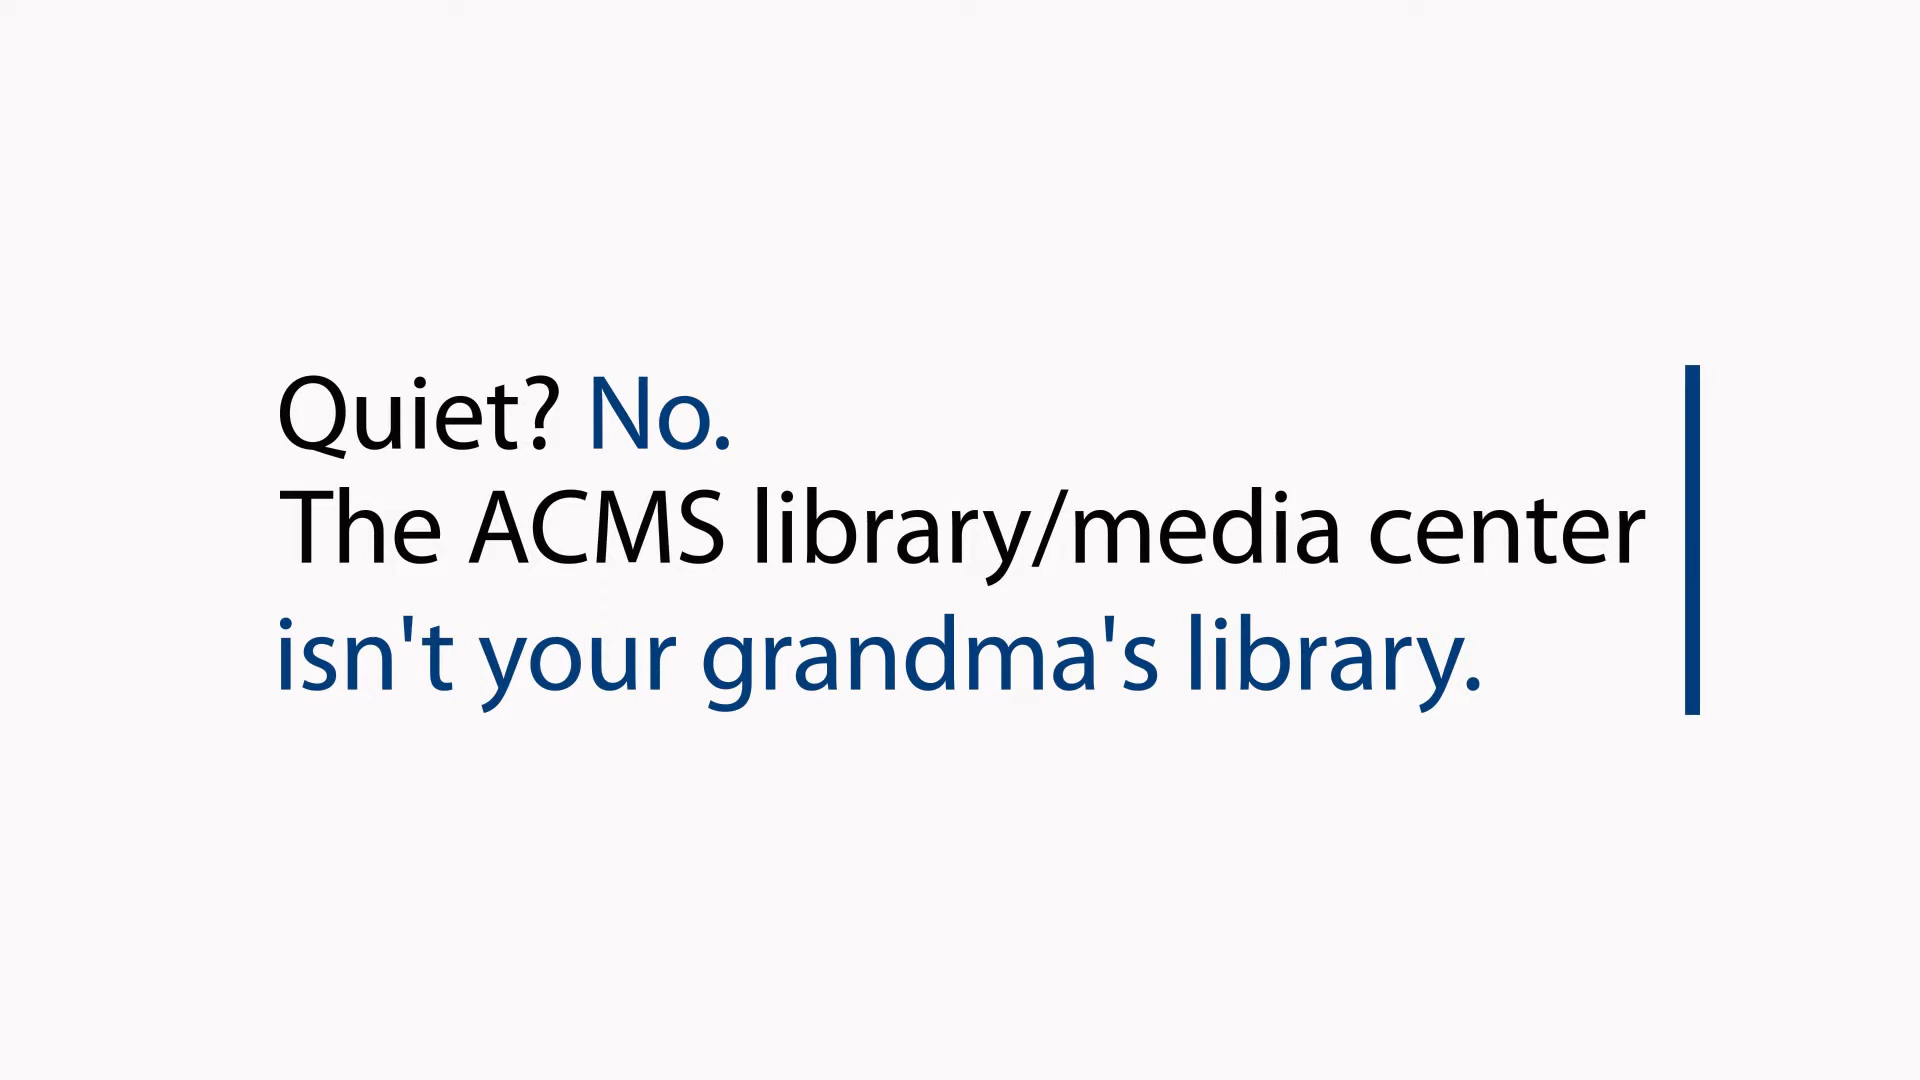 Quiet? No.
The ACMS library/media center
isn't your grandma's library.